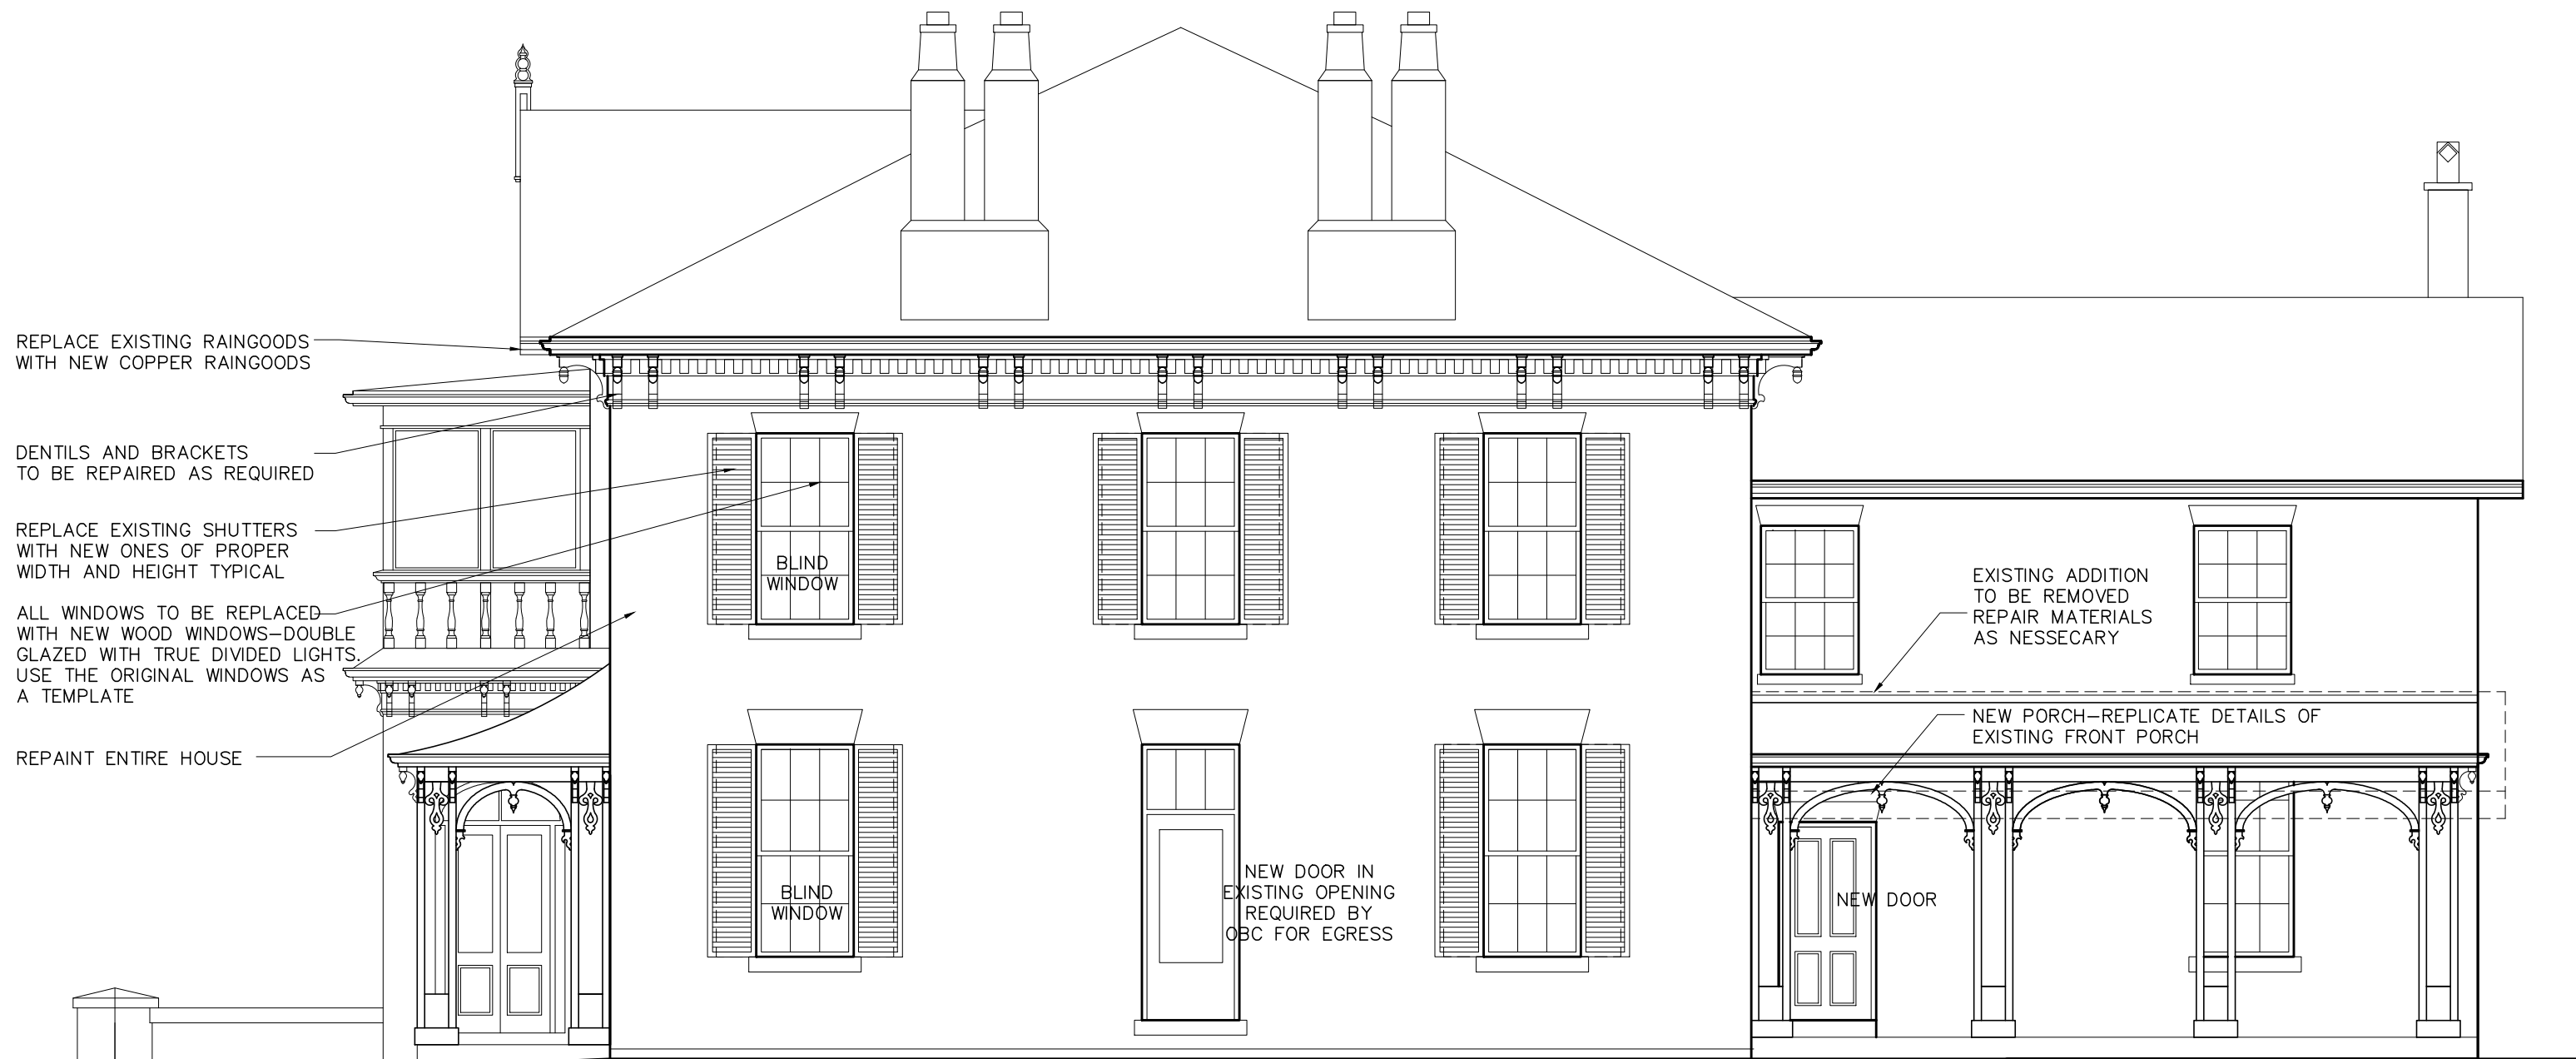 REPLACE EXISTING RAINGOODS
WITH NEW COPPER RAINGOODS
DENTILS AND BRACKETS
TO BE REPAIRED AS REQUIRED
REPLACE EXISTING SHUTTERS
WITH NEW ONES OF PROPER
WIDTH AND HEIGHT TYPICAL
ALL WINDOWS TO BE REPLACED
WITH NEW WOOD WINDOWS-DOUBLE
GLAZED WITH TRUE DIVIDED LIGHTS.
USE THE ORIGINAL WINDOWS AS
A TEMPLATE
REPAINT ENTIRE HOUSE
BLIND
WINDOW
BLIND
WINDOW
NEW DOOR IN
EXISTING OPENING
REQUIRED BY
OBC FOR EGRESS
EXISTING ADDITION
TO BE REMOVED
REPAIR MATERIALS
AS NESSECARY
NEW PORCH-REPLICATE DETAILS OF
EXISTING FRONT PORCH
NEW DOOR